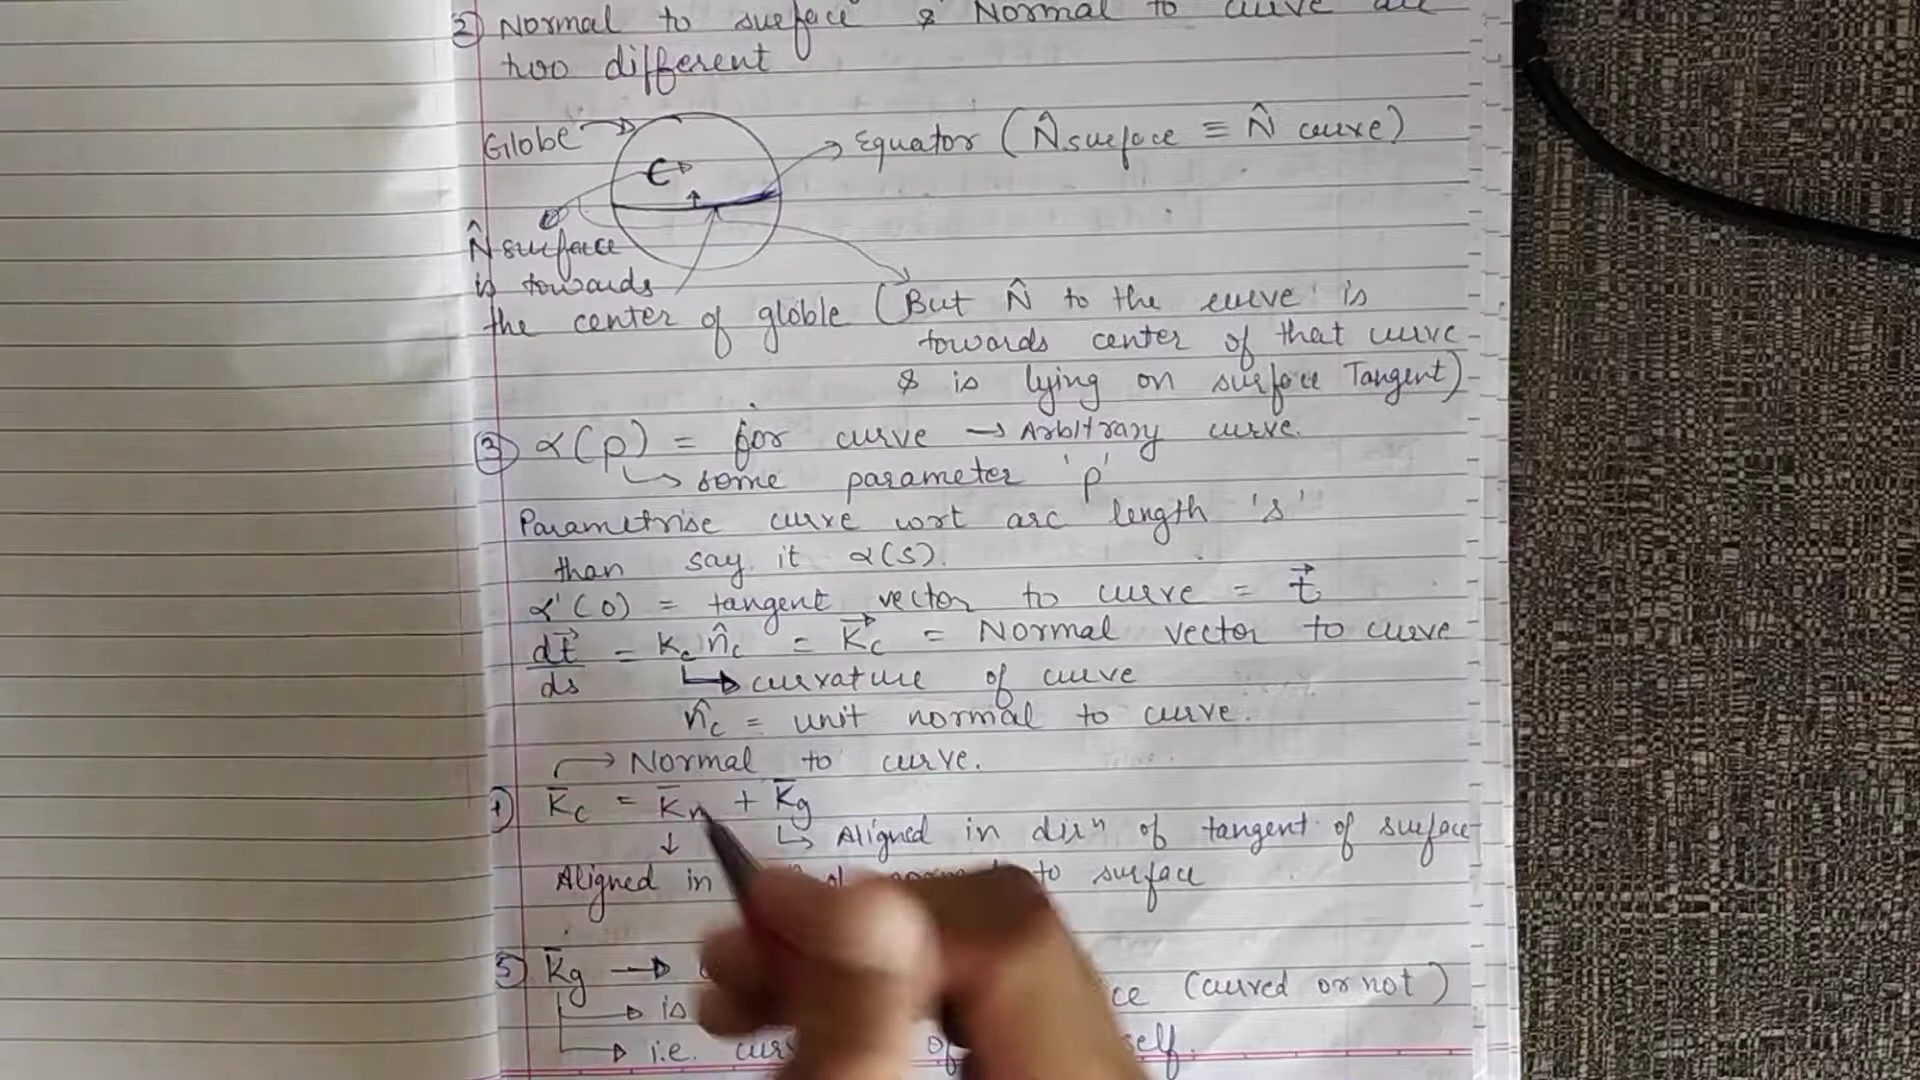 ② Normal to surface & Normal to curve are
two different
Globe → Equator (N̂ surface ≡ N̂ curve)
C
N̂ surface
is towards
the center of globle (But N̂ to the curve is
towards center of that curve
& is lying on surface Tangent)
③ α(p) = for curve → Arbitrary curve.
↳ some parameter 'p'
Parametrise curve wort arc length 's'
than say it α(s).
α'(0) = tangent vector to curve = t⃗
dt⃗/ds = Kc n̂c = K⃗c = Normal vector to curve
↳ curvature of curve
n̂c = unit normal to curve.
→ Normal to curve.
K̄c = K̄n + K̄g
↳ Aligned in dirⁿ of tangent of surface
↓
Aligned in to surface
5) K̄g → (curved or not)
→ is
→ i.e. of